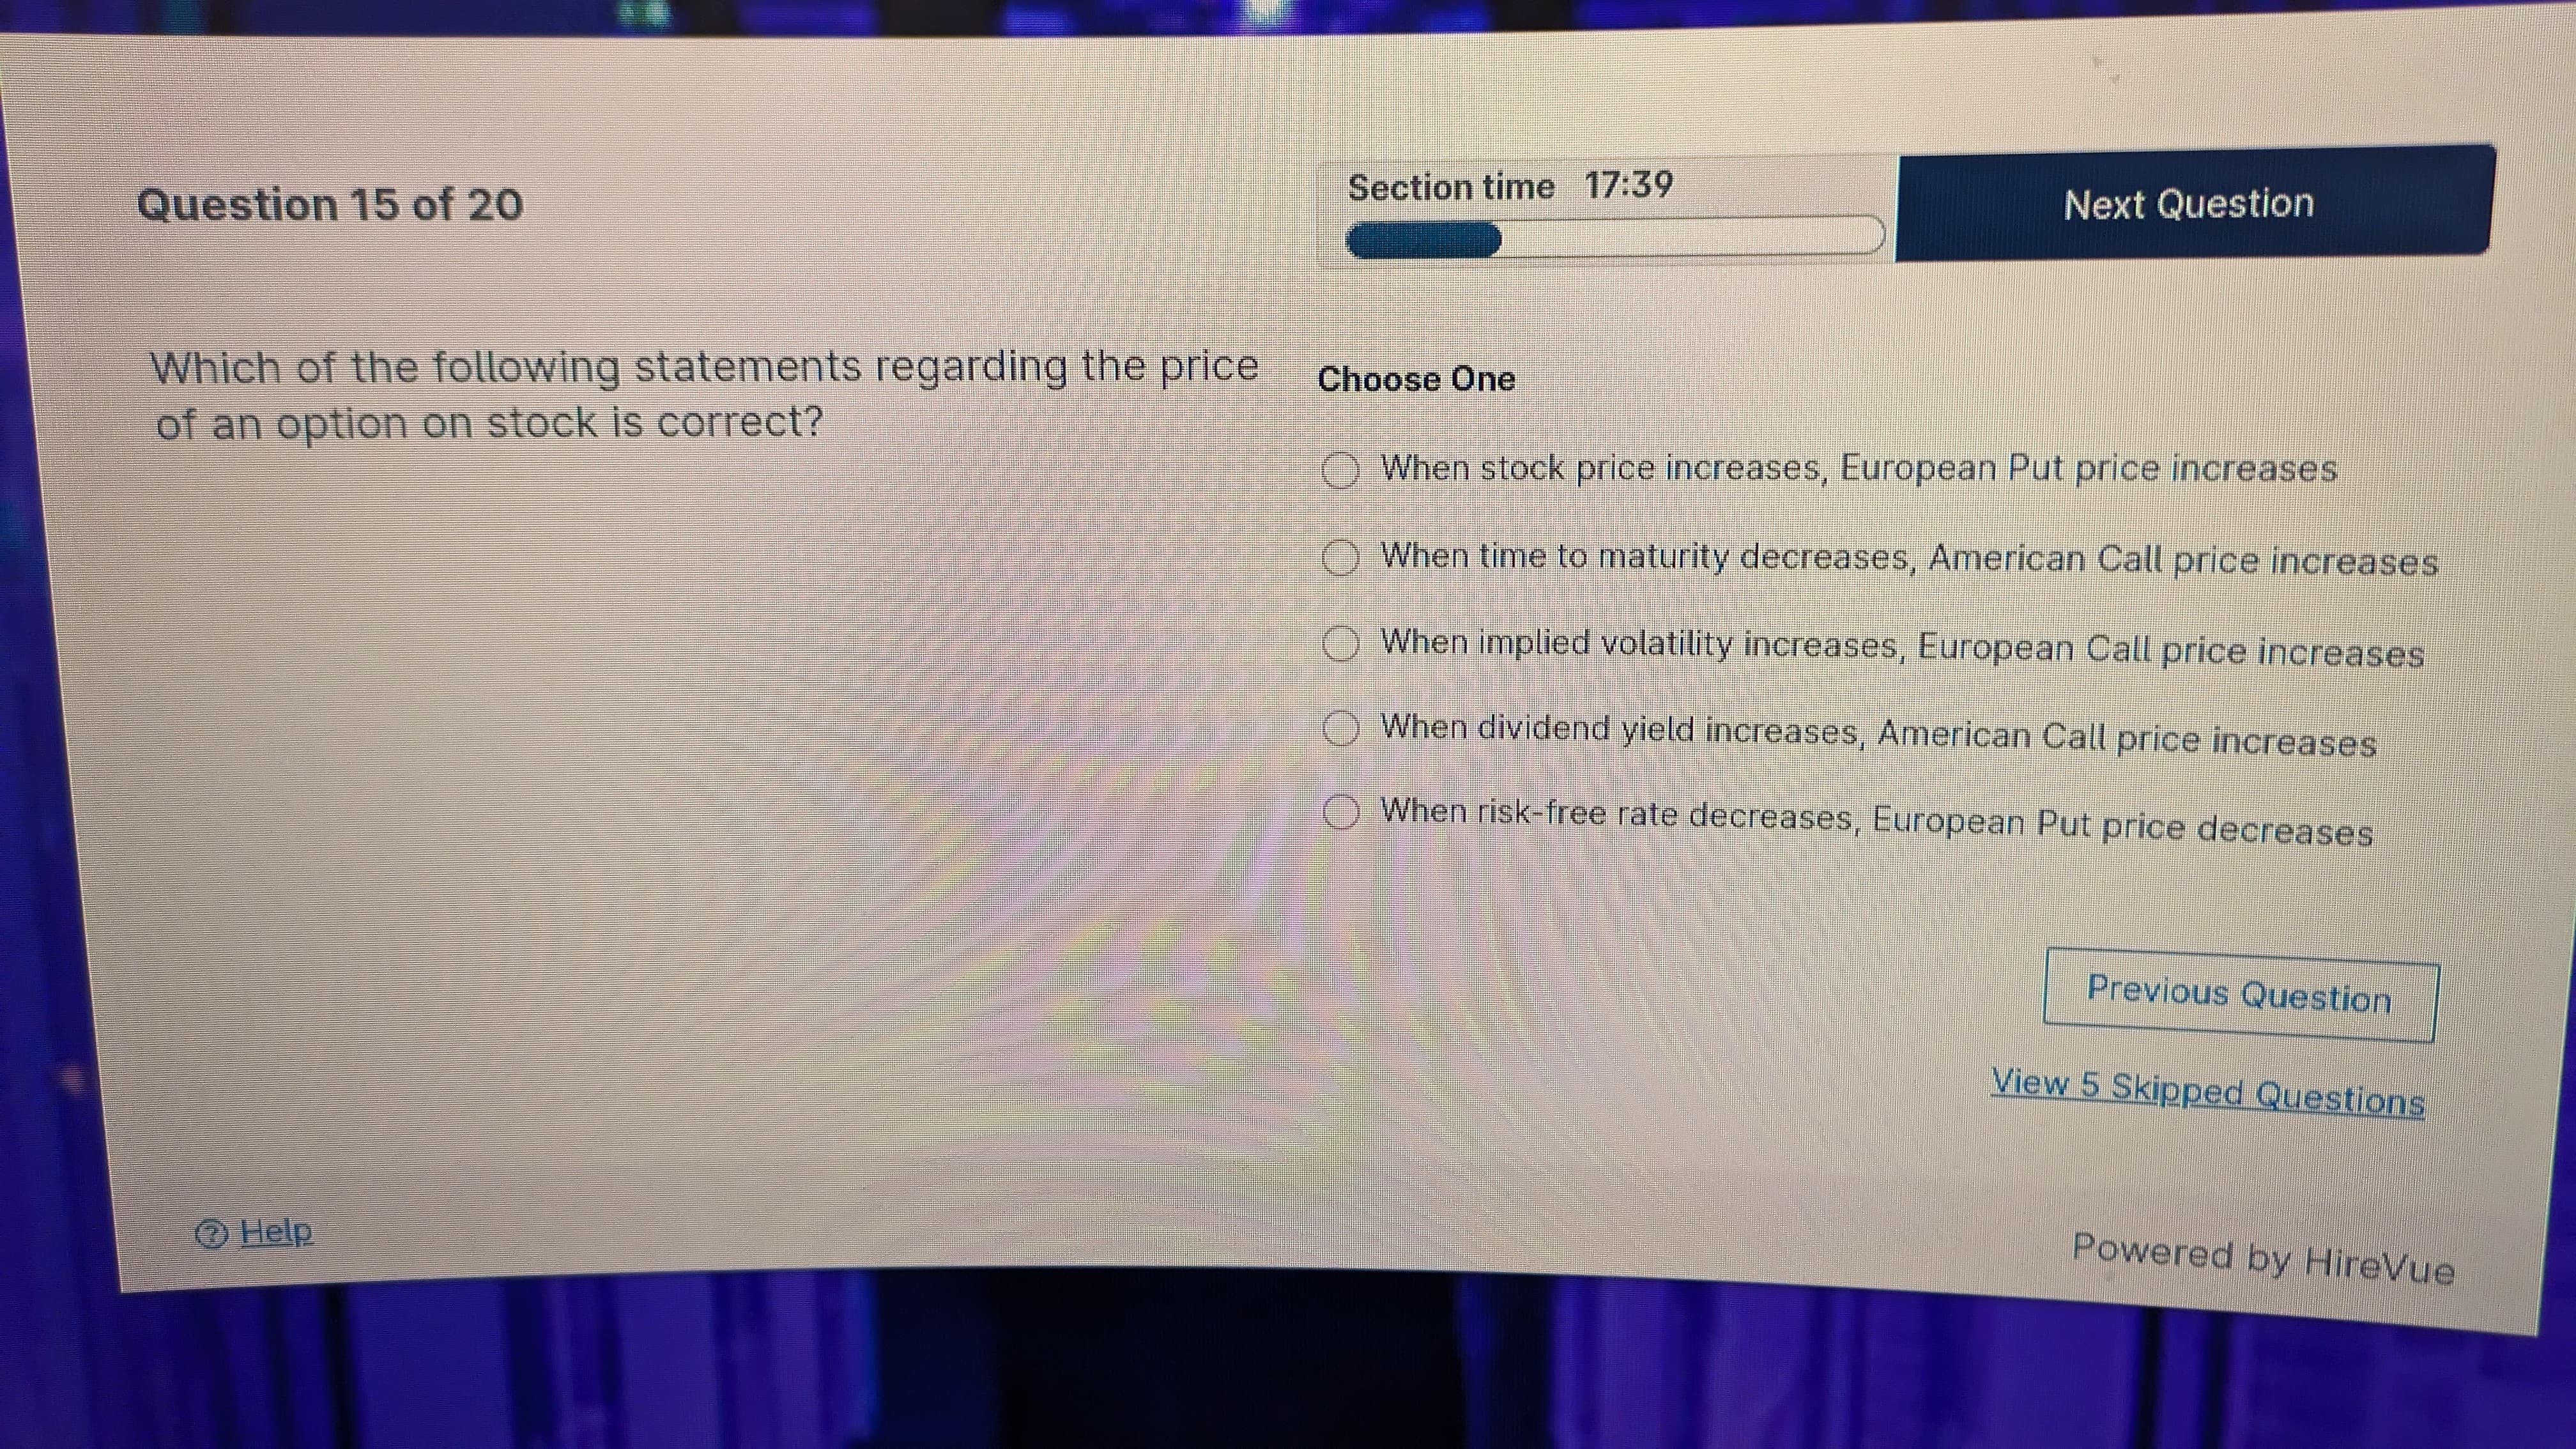 Question 15 of 20
Section time 17:39
Next Question
Which of the following statements regarding the price
of an option on stock is correct?
Choose One
When stock price increases, European Put price increases
When time to maturity decreases, American Call price increases
When implied volatility increases, European Call price increases
When dividend yield increases, American Call price increases
When risk-free rate decreases, European Put price decreases
Previous Question
View 5 Skipped Questions
? Help
Powered by HireVue